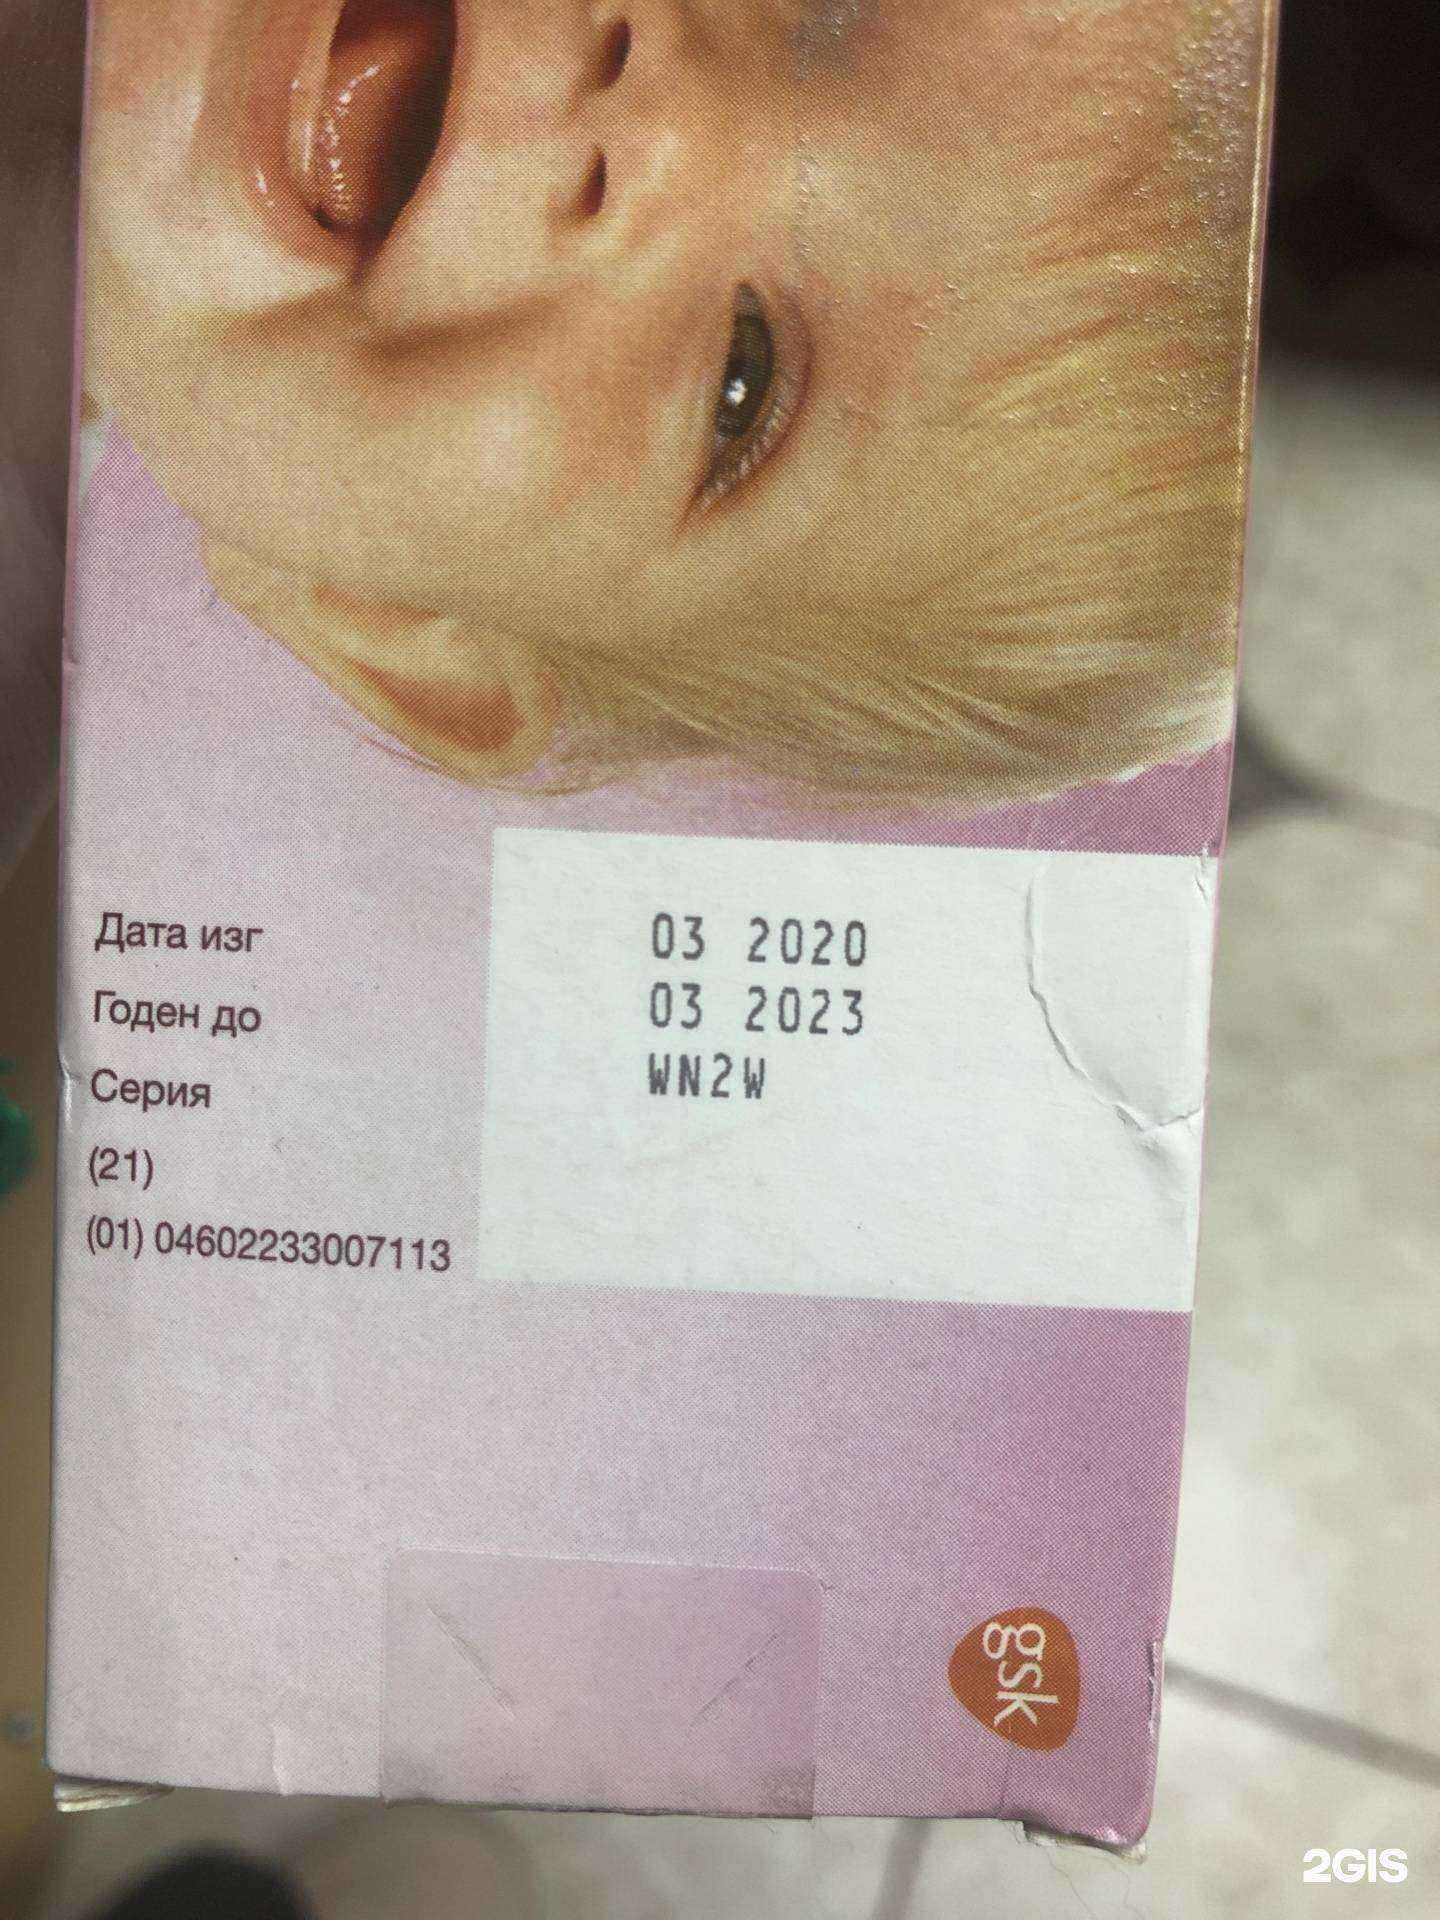 Дата изг 03 2020
Годен до 03 2023
Серия WN2W
(21)
(01) 04602233007113
gsk
2GIS